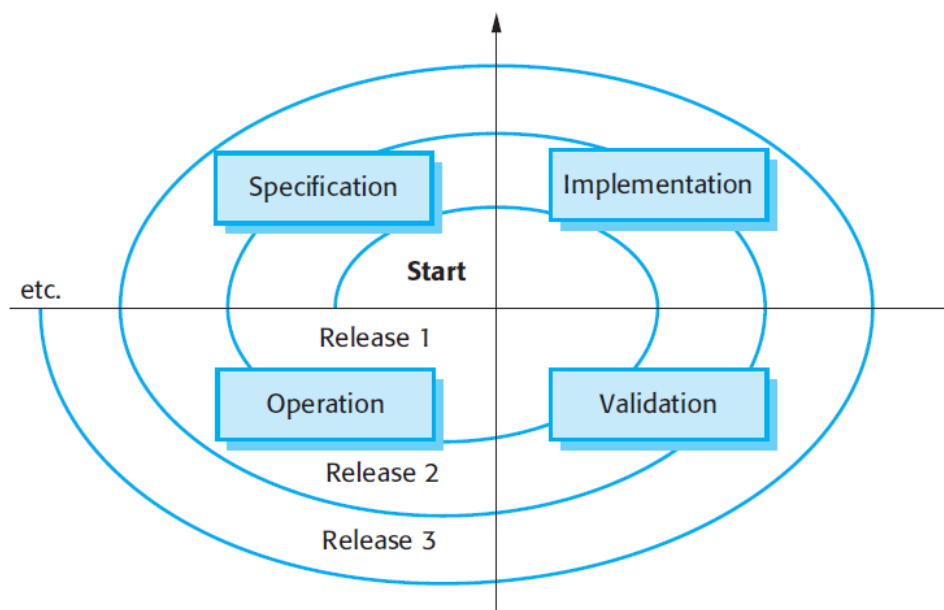 Specification
Implementation
Start
etc.
Release 1
Operation
Validation
Release 2
Release 3